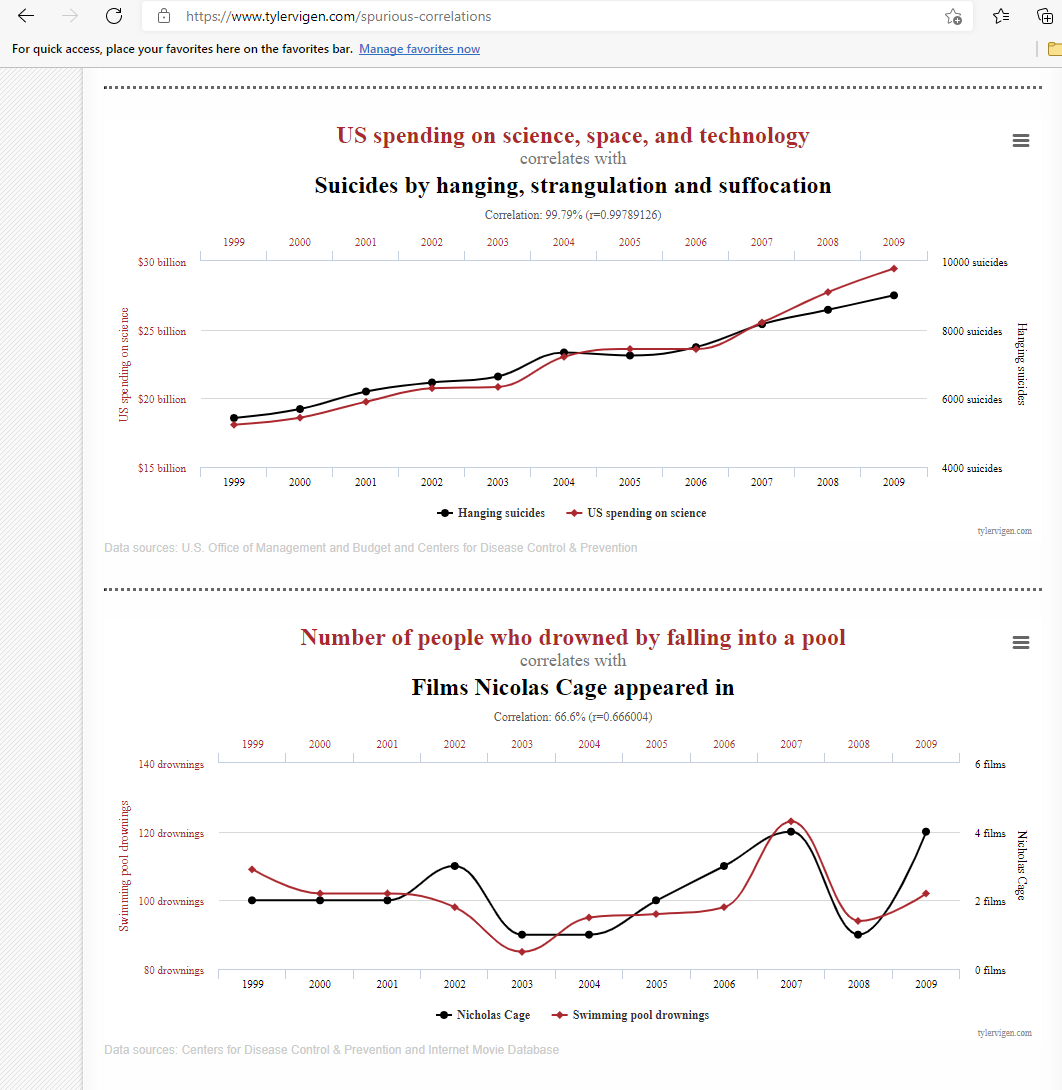 https://www.tylervigen.com/spurious-correlations
For quick access, place your favorites here on the favorites bar. Manage favorites now
US spending on science, space, and technology
correlates with
Suicides by hanging, strangulation and suffocation
Correlation: 99.79% (r=0.99789126)
1999 2000 2001 2002 2003 2004 2005 2006 2007 2008 2009
$30 billion 10000 suicides
US spending on science
Hanging suicides
$25 billion 8000 suicides
$20 billion 6000 suicides
$15 billion 4000 suicides
1999 2000 2001 2002 2003 2004 2005 2006 2007 2008 2009
Hanging suicides US spending on science
tylervigen.com
Data sources: U.S. Office of Management and Budget and Centers for Disease Control & Prevention
Number of people who drowned by falling into a pool
correlates with
Films Nicolas Cage appeared in
Correlation: 66.6% (r=0.666004)
1999 2000 2001 2002 2003 2004 2005 2006 2007 2008 2009
140 drownings 6 films
Swimming pool drownings
Nicholas Cage
120 drownings 4 films
100 drownings 2 films
80 drownings 0 films
1999 2000 2001 2002 2003 2004 2005 2006 2007 2008 2009
Nicholas Cage Swimming pool drownings
tylervigen.com
Data sources: Centers for Disease Control & Prevention and Internet Movie Database